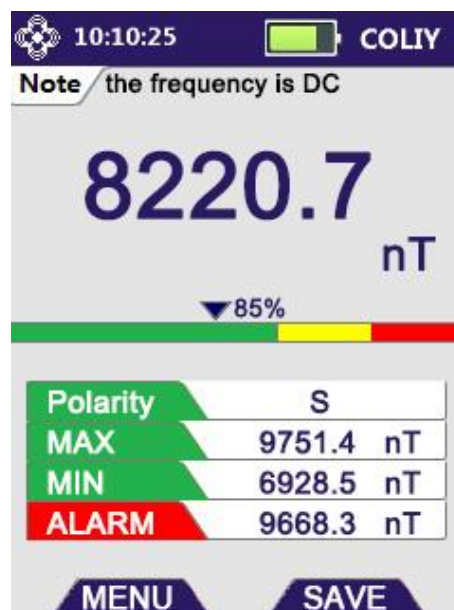 10:10:25 COLIY
Note the frequency is DC
8220.7
nT
85%
Polarity S
MAX 9751.4 nT
MIN 6928.5 nT
ALARM 9668.3 nT
MENU SAVE